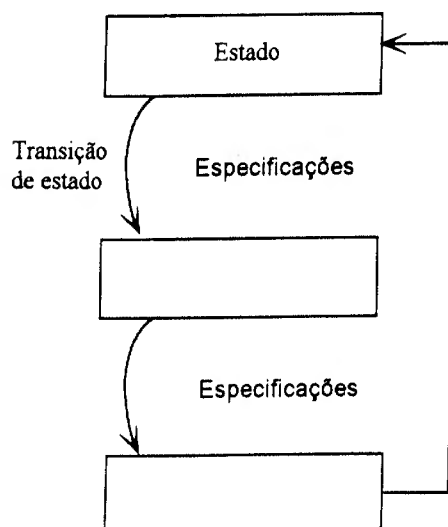 Estado
Transição
de estado
Especificações
Especificações